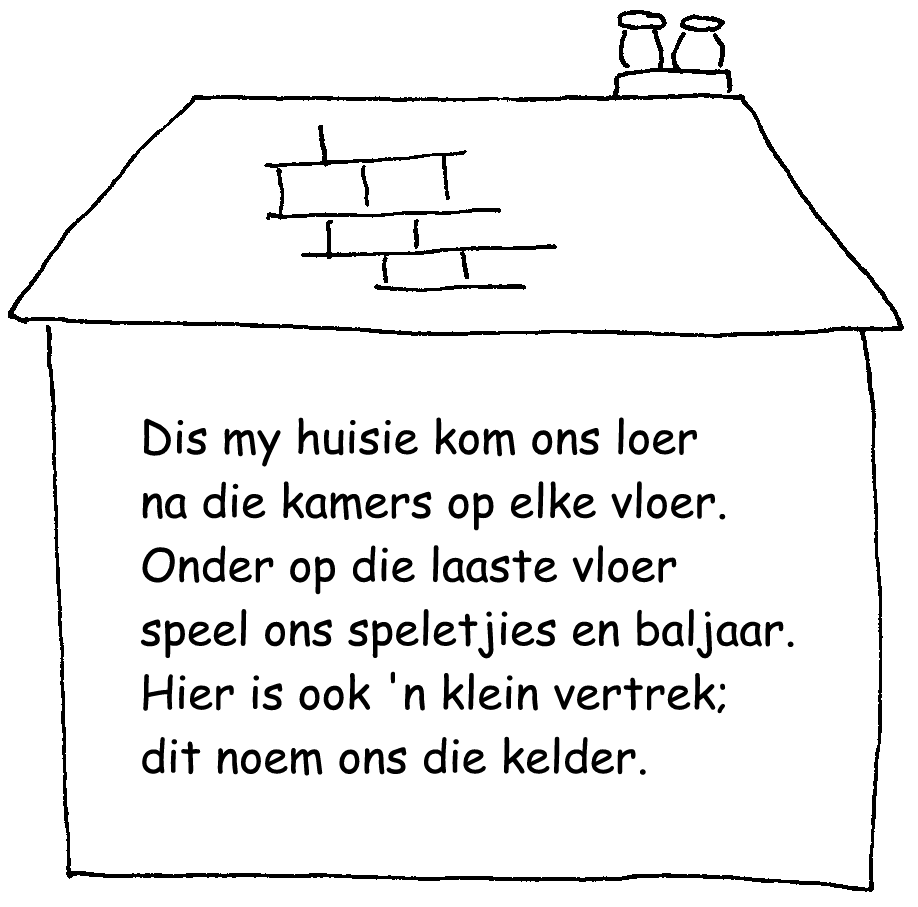 Dis my huisie kom ons loer
na die kamers op elke vloer.
Onder op die laaste vloer
speel ons speletjies en baljaar.
Hier is ook 'n klein vertrek;
dit noem ons die kelder.